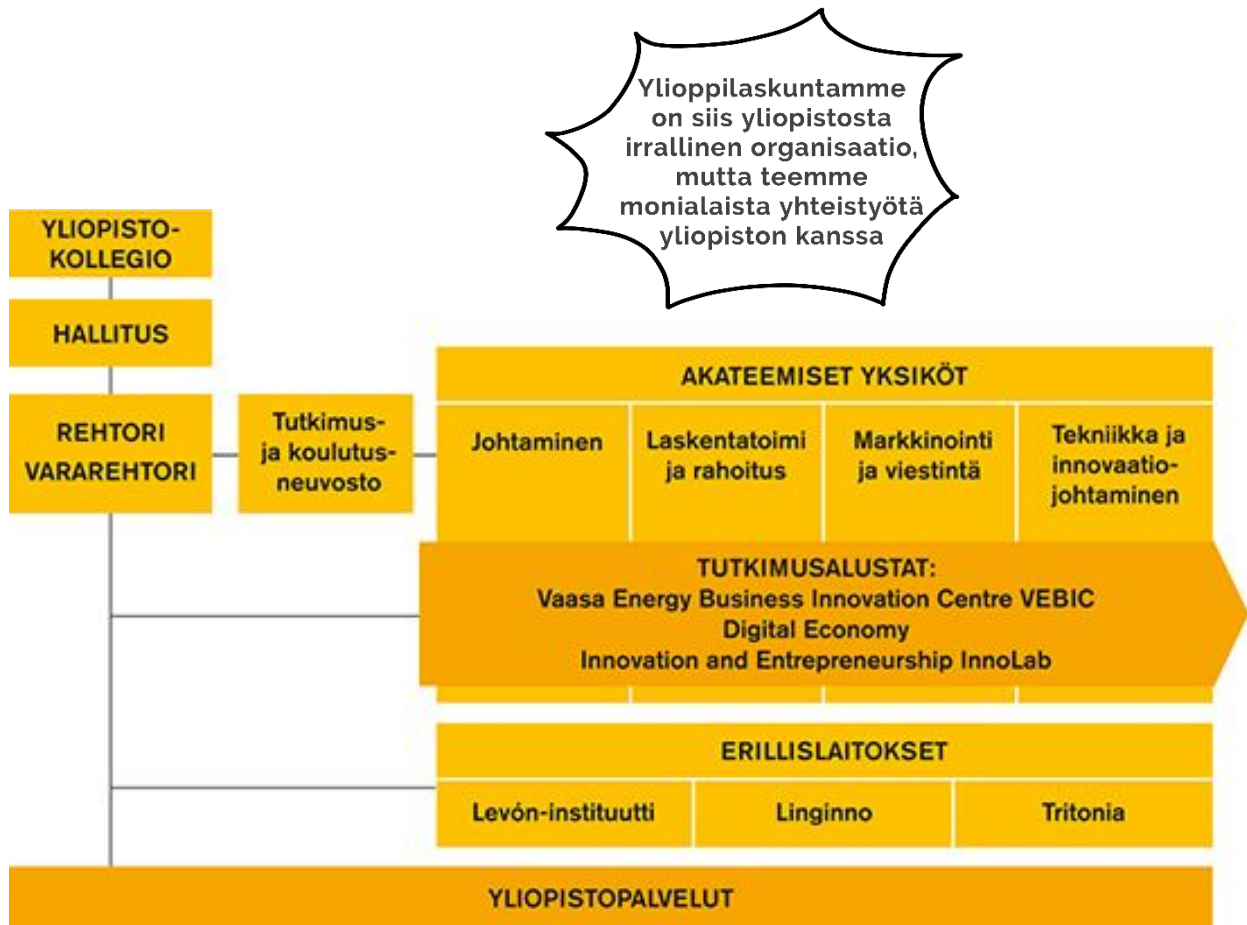 Ylioppilaskuntamme
on siis yliopistosta
irrallinen organisaatio,
mutta teemme
monialaista yhteistyötä
yliopiston kanssa
YLIOPISTO-
KOLLEGIO
HALLITUS
REHTORI
VARAREHTORI
Tutkimus-
ja koulutus-
neuvosto
AKATEEMISET YKSIKÖT
Johtaminen
Laskentatoimi
ja rahoitus
Markkinointi
ja viestintä
Tekniikka ja
innovaatio-
johtaminen
TUTKIMUSALUSTAT:
Vaasa Energy Business Innovation Centre VEBIC
Digital Economy
Innovation and Entrepreneurship InnoLab
ERILLISLAITOKSET
Levón-instituutti
Linginno
Tritonia
YLIOPISTOPALVELUT